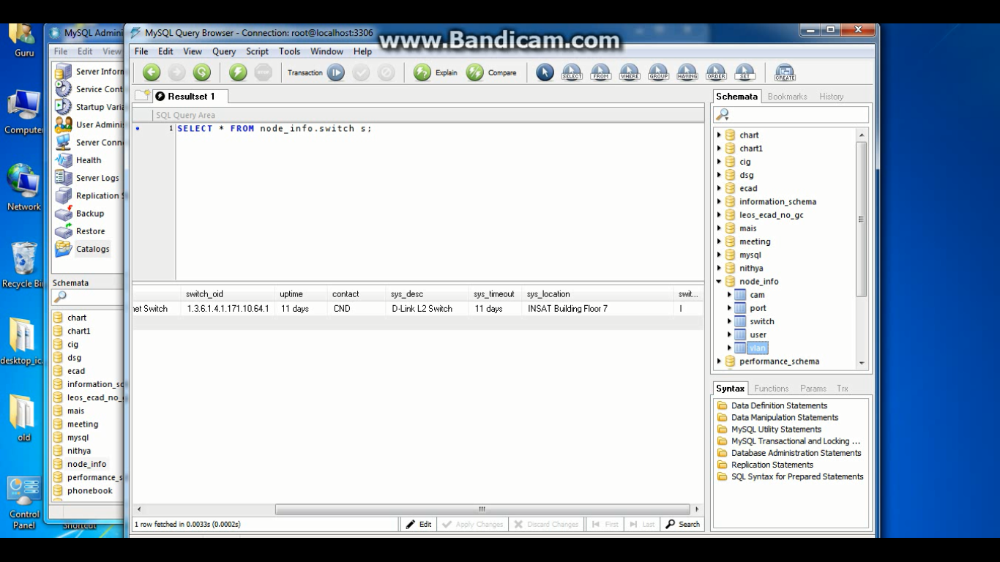 Guru
Computer
Network
Recycle Bin
desktop_ic
old
Control
Panel
Shortcut
MySQL Admini
File Edit View
Server Inforn
Service Cont
Startup Varia
User Adminis
Server Conn
Health
Server Logs
Replication S
Backup
Restore
Catalogs
Schemata
chart
chart1
cig
dsg
ecad
information_sc
leos_ecad_no_
mais
meeting
mysql
nithya
node_info
performance_s
phonebook
MySQL Query Browser - Connection: root@localhost:3306
www.Bandicam.com
File Edit View Query Script Tools Window Help
Transaction Explain Compare SELECT FROM WHERE GROUP HAVING ORDER SET CREATE
Resultset 1
SQL Query Area
1 SELECT * FROM node_info.switch s;
switch_oid uptime contact sys_desc sys_timeout sys_location swit...
net Switch 1.3.6.1.4.1.171.10.64.1 11 days CND D-Link L2 Switch 11 days INSAT Building Floor 7 I
1 row fetched in 0.0033s (0.0002s) Edit Apply Changes Discard Changes First Last Search
Schemata Bookmarks History
chart
chart1
cig
dsg
ecad
information_schema
leos_ecad_no_gc
mais
meeting
mysql
nithya
node_info
cam
port
switch
user
vlan
performance_schema
Syntax Functions Params Trx
Data Definition Statements
Data Manipulation Statements
MySQL Utility Statements
MySQL Transactional and Locking ...
Database Administration Statements
Replication Statements
SQL Syntax for Prepared Statements